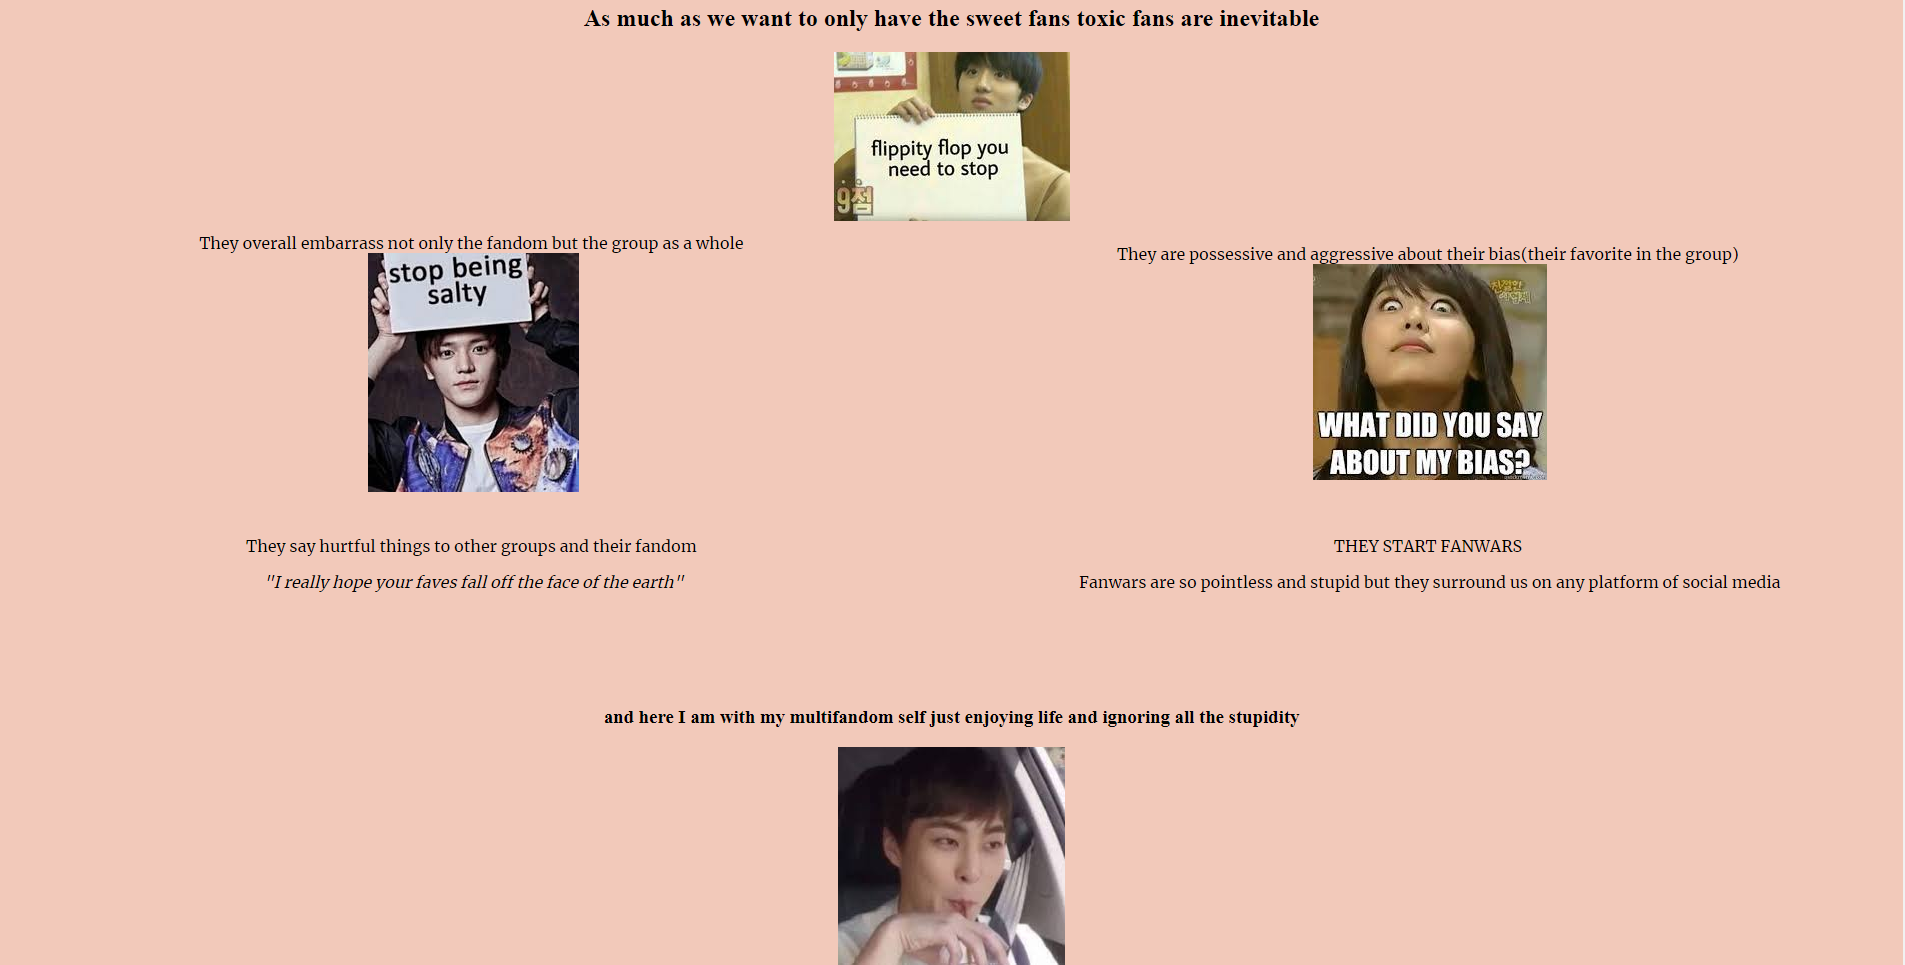 As much as we want to only have the sweet fans toxic fans are inevitable
flippity flop you
need to stop
9점
They overall embarrass not only the fandom but the group as a whole
stop being
salty
They say hurtful things to other groups and their fandom
"I really hope your faves fall off the face of the earth"
They are possessive and aggressive about their bias(their favorite in the group)
WHAT DID YOU SAY
ABOUT MY BIAS?
THEY START FANWARS
Fanwars are so pointless and stupid but they surround us on any platform of social media
and here I am with my multifandom self just enjoying life and ignoring all the stupidity